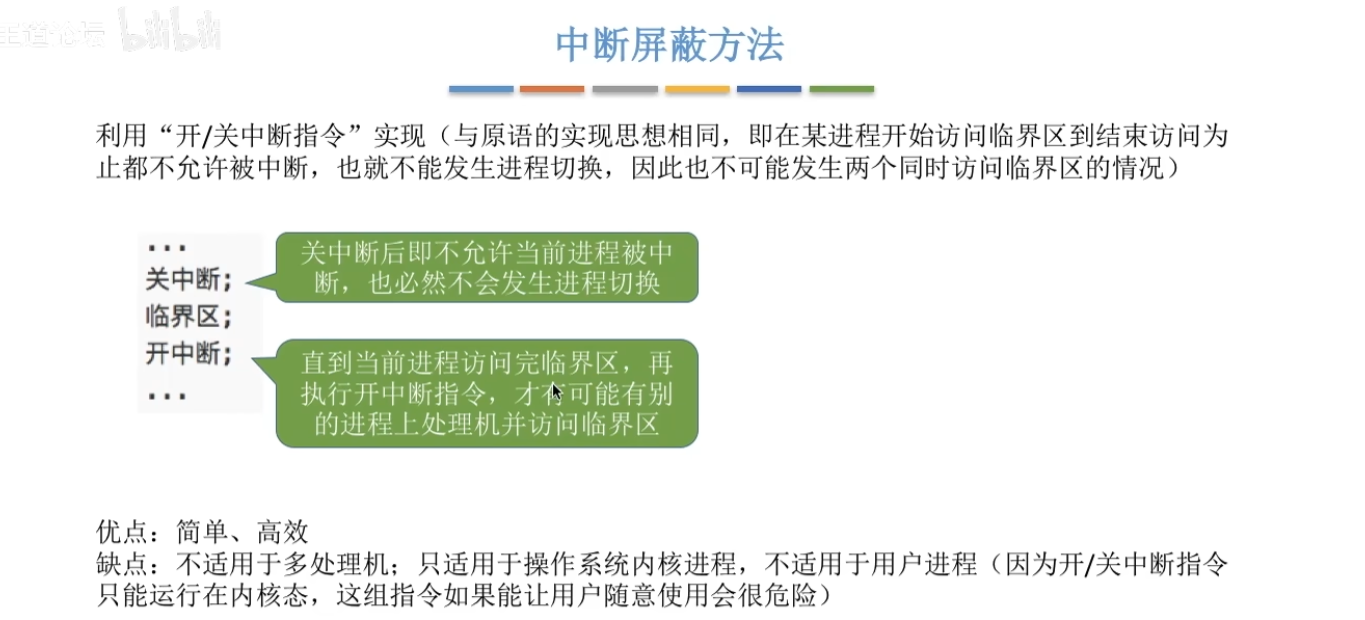 王道论坛 bilibili
中断屏蔽方法
利用“开/关中断指令”实现（与原语的实现思想相同，即在某进程开始访问临界区到结束访问为
止都不允许被中断，也就不能发生进程切换，因此也不可能发生两个同时访问临界区的情况）
...
关中断;
临界区;
开中断;
...
关中断后即不允许当前进程被中
断，也必然不会发生进程切换
直到当前进程访问完临界区，再
执行开中断指令，才有可能有别
的进程上处理机并访问临界区
优点：简单、高效
缺点：不适用于多处理机；只适用于操作系统内核进程，不适用于用户进程（因为开/关中断指令
只能运行在内核态，这组指令如果能让用户随意使用会很危险）